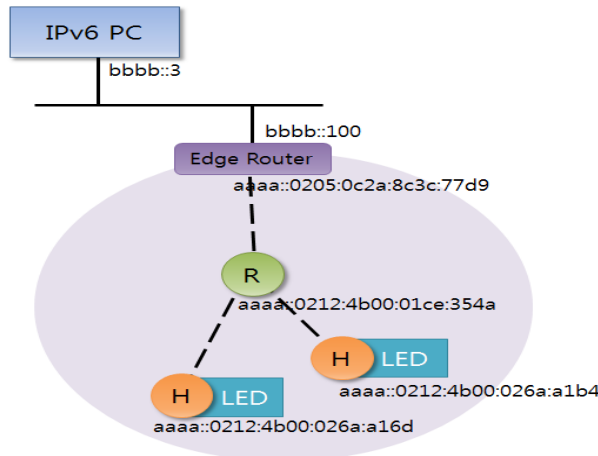 IPv6 PC
bbbb::3
bbbb::100
Edge Router
aaaa::0205:0c2a:8c3c:77d9
R
aaaa::0212:4b00:01ce:354a
H LED
aaaa::0212:4b00:026a:a1b4
H LED
aaaa::0212:4b00:026a:a16d